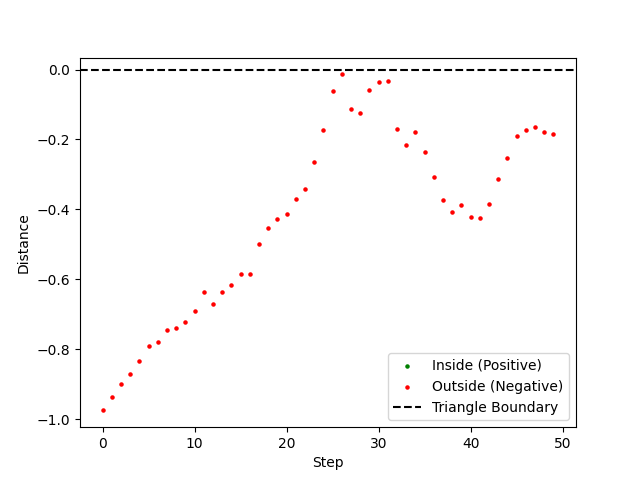 0.0
−0.2
−0.4
−0.6
−0.8
−1.0
Distance
0
10
20
30
40
50
Step
Inside (Positive)
Outside (Negative)
Triangle Boundary